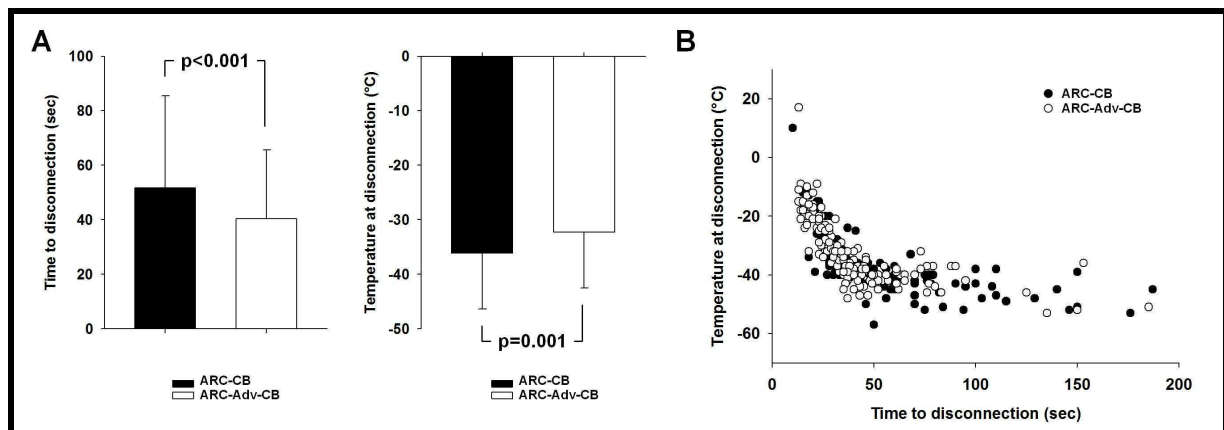 A
B
Time to disconnection (sec)
100
80
60
40
20
0
p<0.001
ARC-CB
ARC-Adv-CB
Temperature at disconnection (°C)
0
-10
-20
-30
-40
-50
p=0.001
ARC-CB
ARC-Adv-CB
Temperature at disconnection (°C)
20
0
-20
-40
-60
ARC-CB
ARC-Adv-CB
0 50 100 150 200
Time to disconnection (sec)